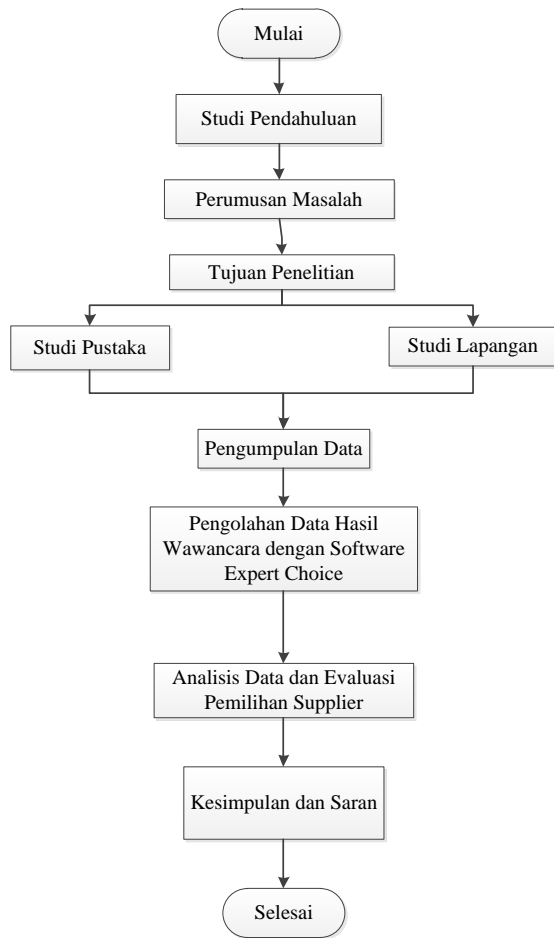 Mulai
Studi Pendahuluan
Perumusan Masalah
Tujuan Penelitian
Studi Pustaka
Studi Lapangan
Pengumpulan Data
Pengolahan Data Hasil
Wawancara dengan Software
Expert Choice
Analisis Data dan Evaluasi
Pemilihan Supplier
Kesimpulan dan Saran
Selesai